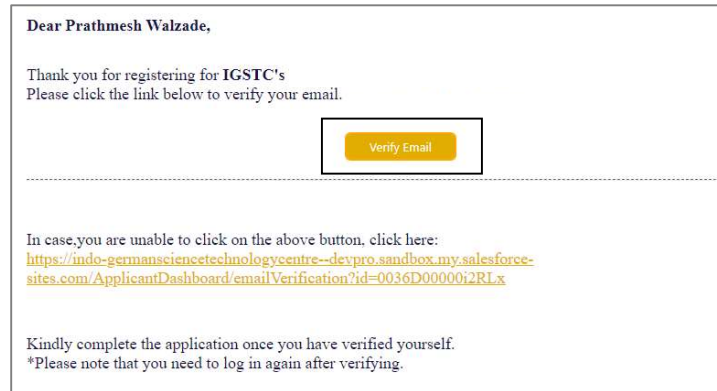 Dear Prathmesh Walzade,
Thank you for registering for IGSTC's
Please click the link below to verify your email.
Verify Email
In case,you are unable to click on the above button, click here:
https://indo-germansciencetechnologycentre--devpro.sandbox.my.salesforce-
sites.com/ApplicantDashboard/emailVerification?id=0036D00000i2RLx
Kindly complete the application once you have verified yourself.
*Please note that you need to log in again after verifying.